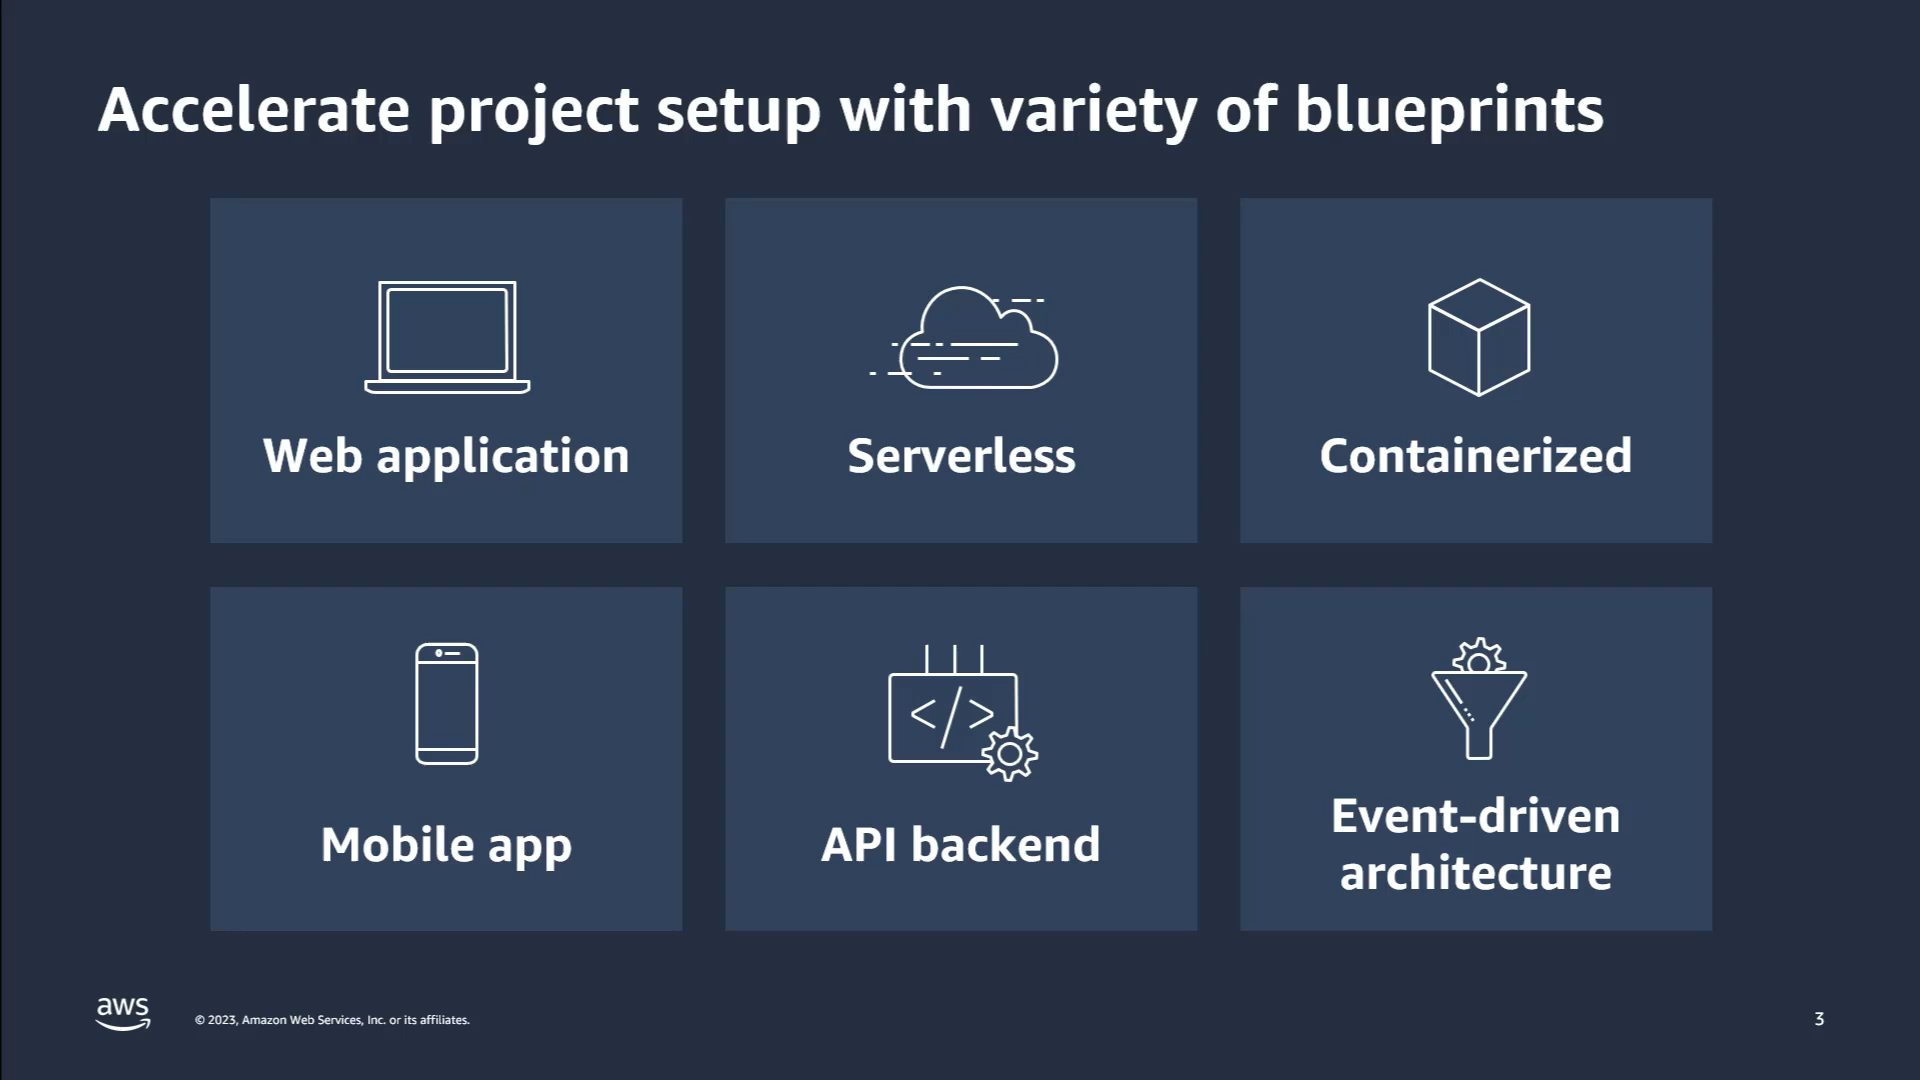 Accelerate project setup with variety of blueprints
Web application
Serverless
Containerized
Mobile app
</>
API backend
Event-driven
architecture
aws
© 2023, Amazon Web Services, Inc. or its affiliates.
3